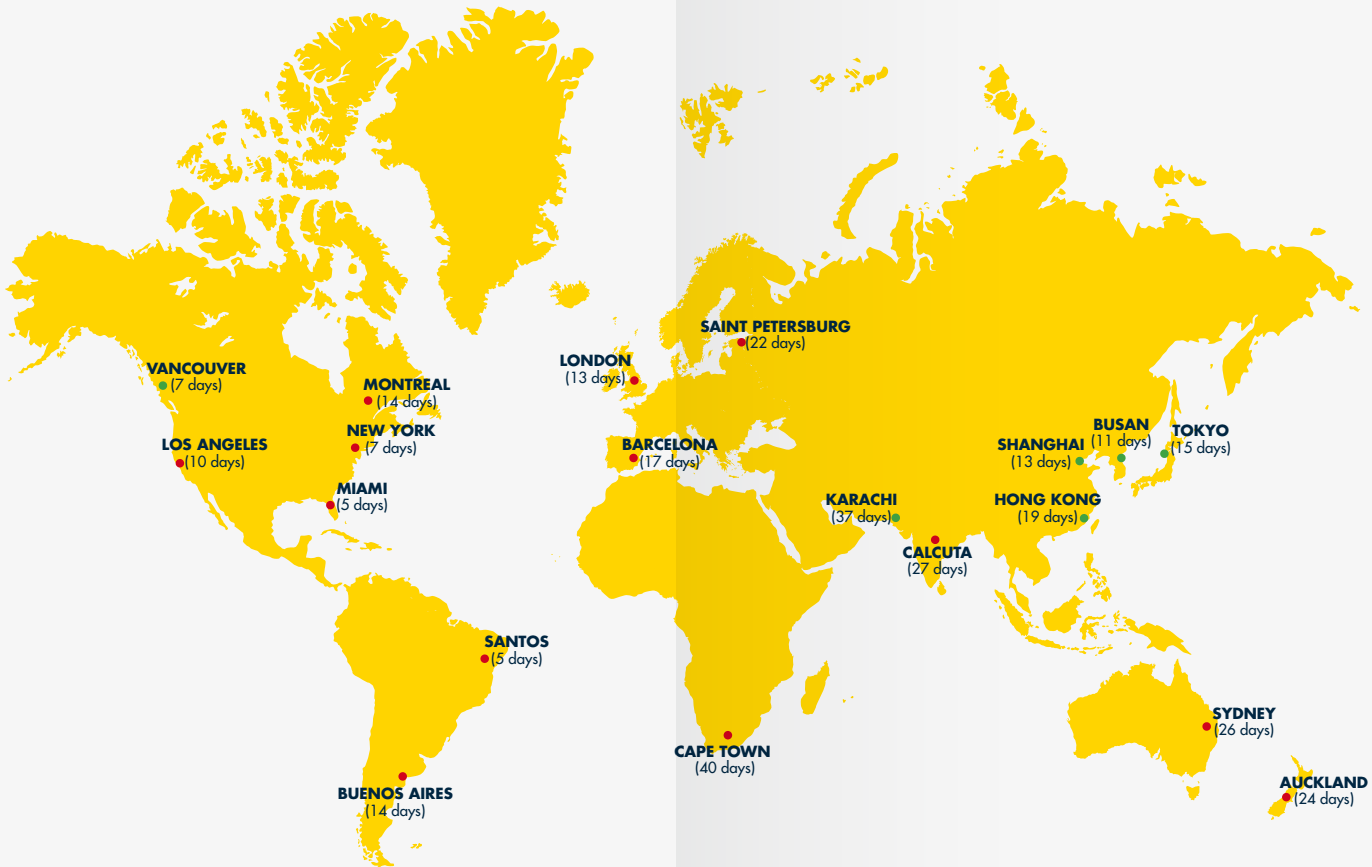 SAINT PETERSBURG
(22 days)
LONDON
(13 days)
VANCOUVER
(7 days)
MONTREAL
(14 days)
NEW YORK
(7 days)
LOS ANGELES
(10 days)
MIAMI
(5 days)
BARCELONA
(17 days)
BUSAN
(11 days)
TOKYO
(15 days)
SHANGHAI
(13 days)
KARACHI
(37 days)
HONG KONG
(19 days)
CALCUTA
(27 days)
SANTOS
(5 days)
SYDNEY
(26 days)
CAPE TOWN
(40 days)
AUCKLAND
(24 days)
BUENOS AIRES
(14 days)